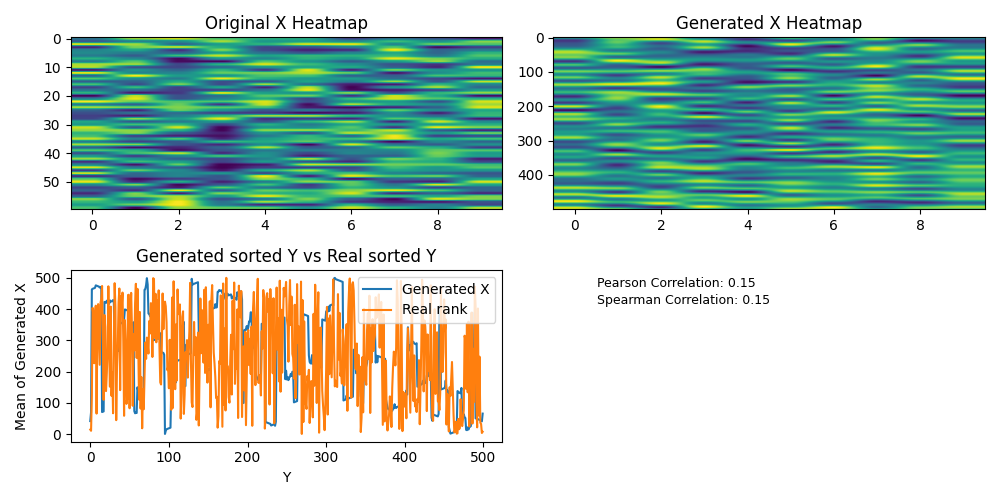 Original X Heatmap
0
10
20
30
40
50
0 2 4 6 8
Generated X Heatmap
0
100
200
300
400
0 2 4 6 8
Generated sorted Y vs Real sorted Y
Mean of Generated X
500
400
300
200
100
0
Generated X
Real rank
0 100 200 300 400 500
Y
Pearson Correlation: 0.15
Spearman Correlation: 0.15